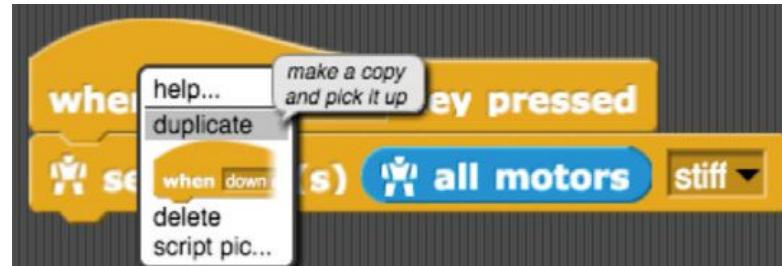 whe
ey pressed
help...
duplicate
make a copy
and pick it up
when down
delete
script pic...
se
(s)
all motors
stiff